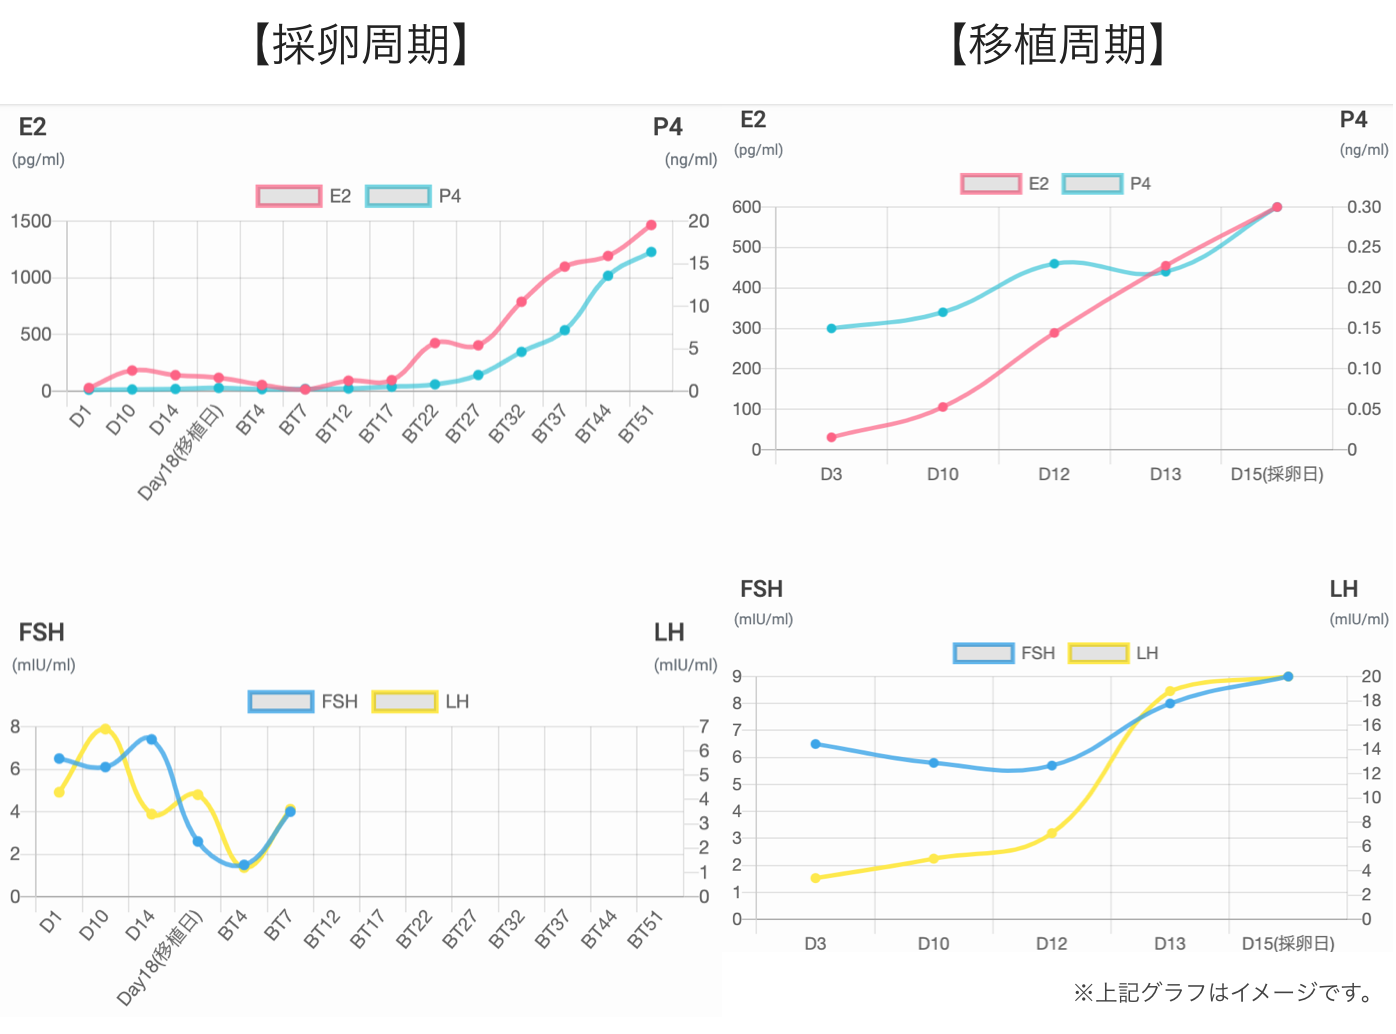 【採卵周期】
E2
P4
(pg/ml)
(ng/ml)
E2 P4
1500
1000
500
0
20
15
10
5
0
D1 D10 D14 Day18(移植日) BT4 BT7 BT12 BT17 BT22 BT27 BT32 BT37 BT44 BT51
FSH
LH
(mIU/ml)
(mIU/ml)
FSH LH
8
6
4
2
0
7
6
5
4
3
2
1
0
D1 D10 D14 Day18(移植日) BT4 BT7 BT12 BT17 BT22 BT27 BT32 BT37 BT44 BT51
【移植周期】
E2
P4
(pg/ml)
(ng/ml)
E2 P4
600
500
400
300
200
100
0
0.30
0.25
0.20
0.15
0.10
0.05
0
D3 D10 D12 D13 D15(採卵日)
FSH
LH
(mIU/ml)
(mIU/ml)
FSH LH
9
8
7
6
5
4
3
2
1
0
20
18
16
14
12
10
8
6
4
2
0
D3 D10 D12 D13 D15(採卵日)
※上記グラフはイメージです。